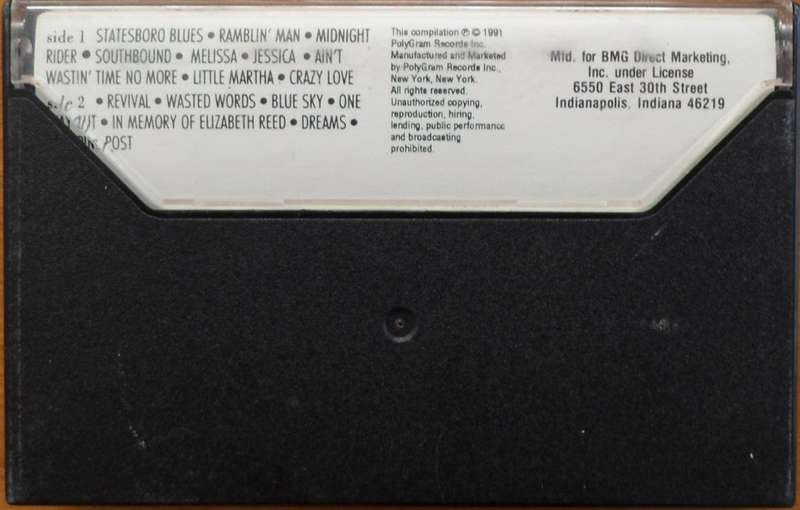 side 1 STATESBORO BLUES • RAMBLIN' MAN • MIDNIGHT
RIDER • SOUTHBOUND • MELISSA • JESSICA • AIN'T
WASTIN' TIME NO MORE • LITTLE MARTHA • CRAZY LOVE
side 2 • REVIVAL • WASTED WORDS • BLUE SKY • ONE
OUT • IN MEMORY OF ELIZABETH REED • DREAMS •
POST
This compilation ℗ © 1991
PolyGram Records Inc.
Manufactured and Marketed
by PolyGram Records Inc.,
New York, New York.
All rights reserved.
Unauthorized copying,
reproduction, hiring,
lending, public performance
and broadcasting
prohibited.
Mfd. for BMG Direct Marketing,
Inc. under License
6550 East 30th Street
Indianapolis, Indiana 46219